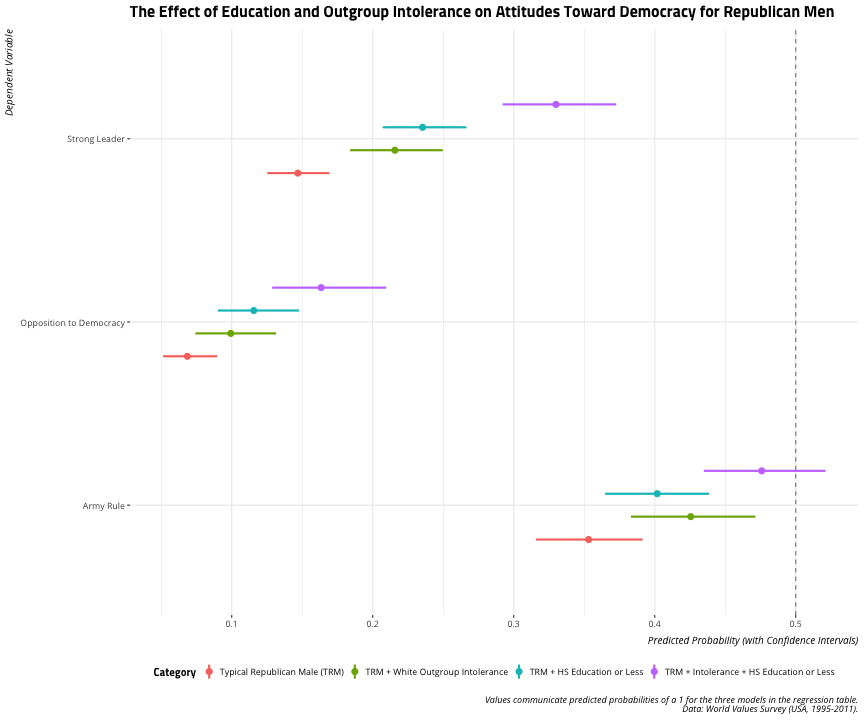 The Effect of Education and Outgroup Intolerance on Attitudes Toward Democracy for Republican Men
Dependent Variable
Strong Leader
Opposition to Democracy
Army Rule
0.1 0.2 0.3 0.4 0.5
Predicted Probability (with Confidence Intervals)
Category Typical Republican Male (TRM) TRM + White Outgroup Intolerance TRM + HS Education or Less TRM + Intolerance + HS Education or Less
Values communicate predicted probabilities of a 1 for the three models in the regression table.
Data: World Values Survey (USA, 1995-2011).